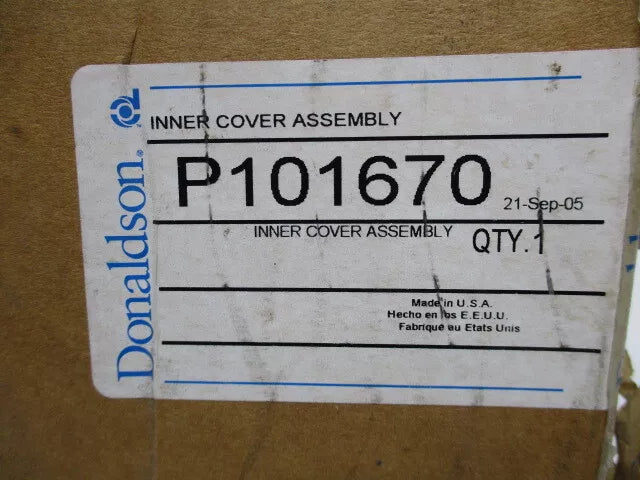 Donaldson.
INNER COVER ASSEMBLY
P101670 21-Sep-05
INNER COVER ASSEMBLY QTY.1
Made in U.S.A.
Hecho en los E.E.U.U.
Fabriqué au Etats Unis